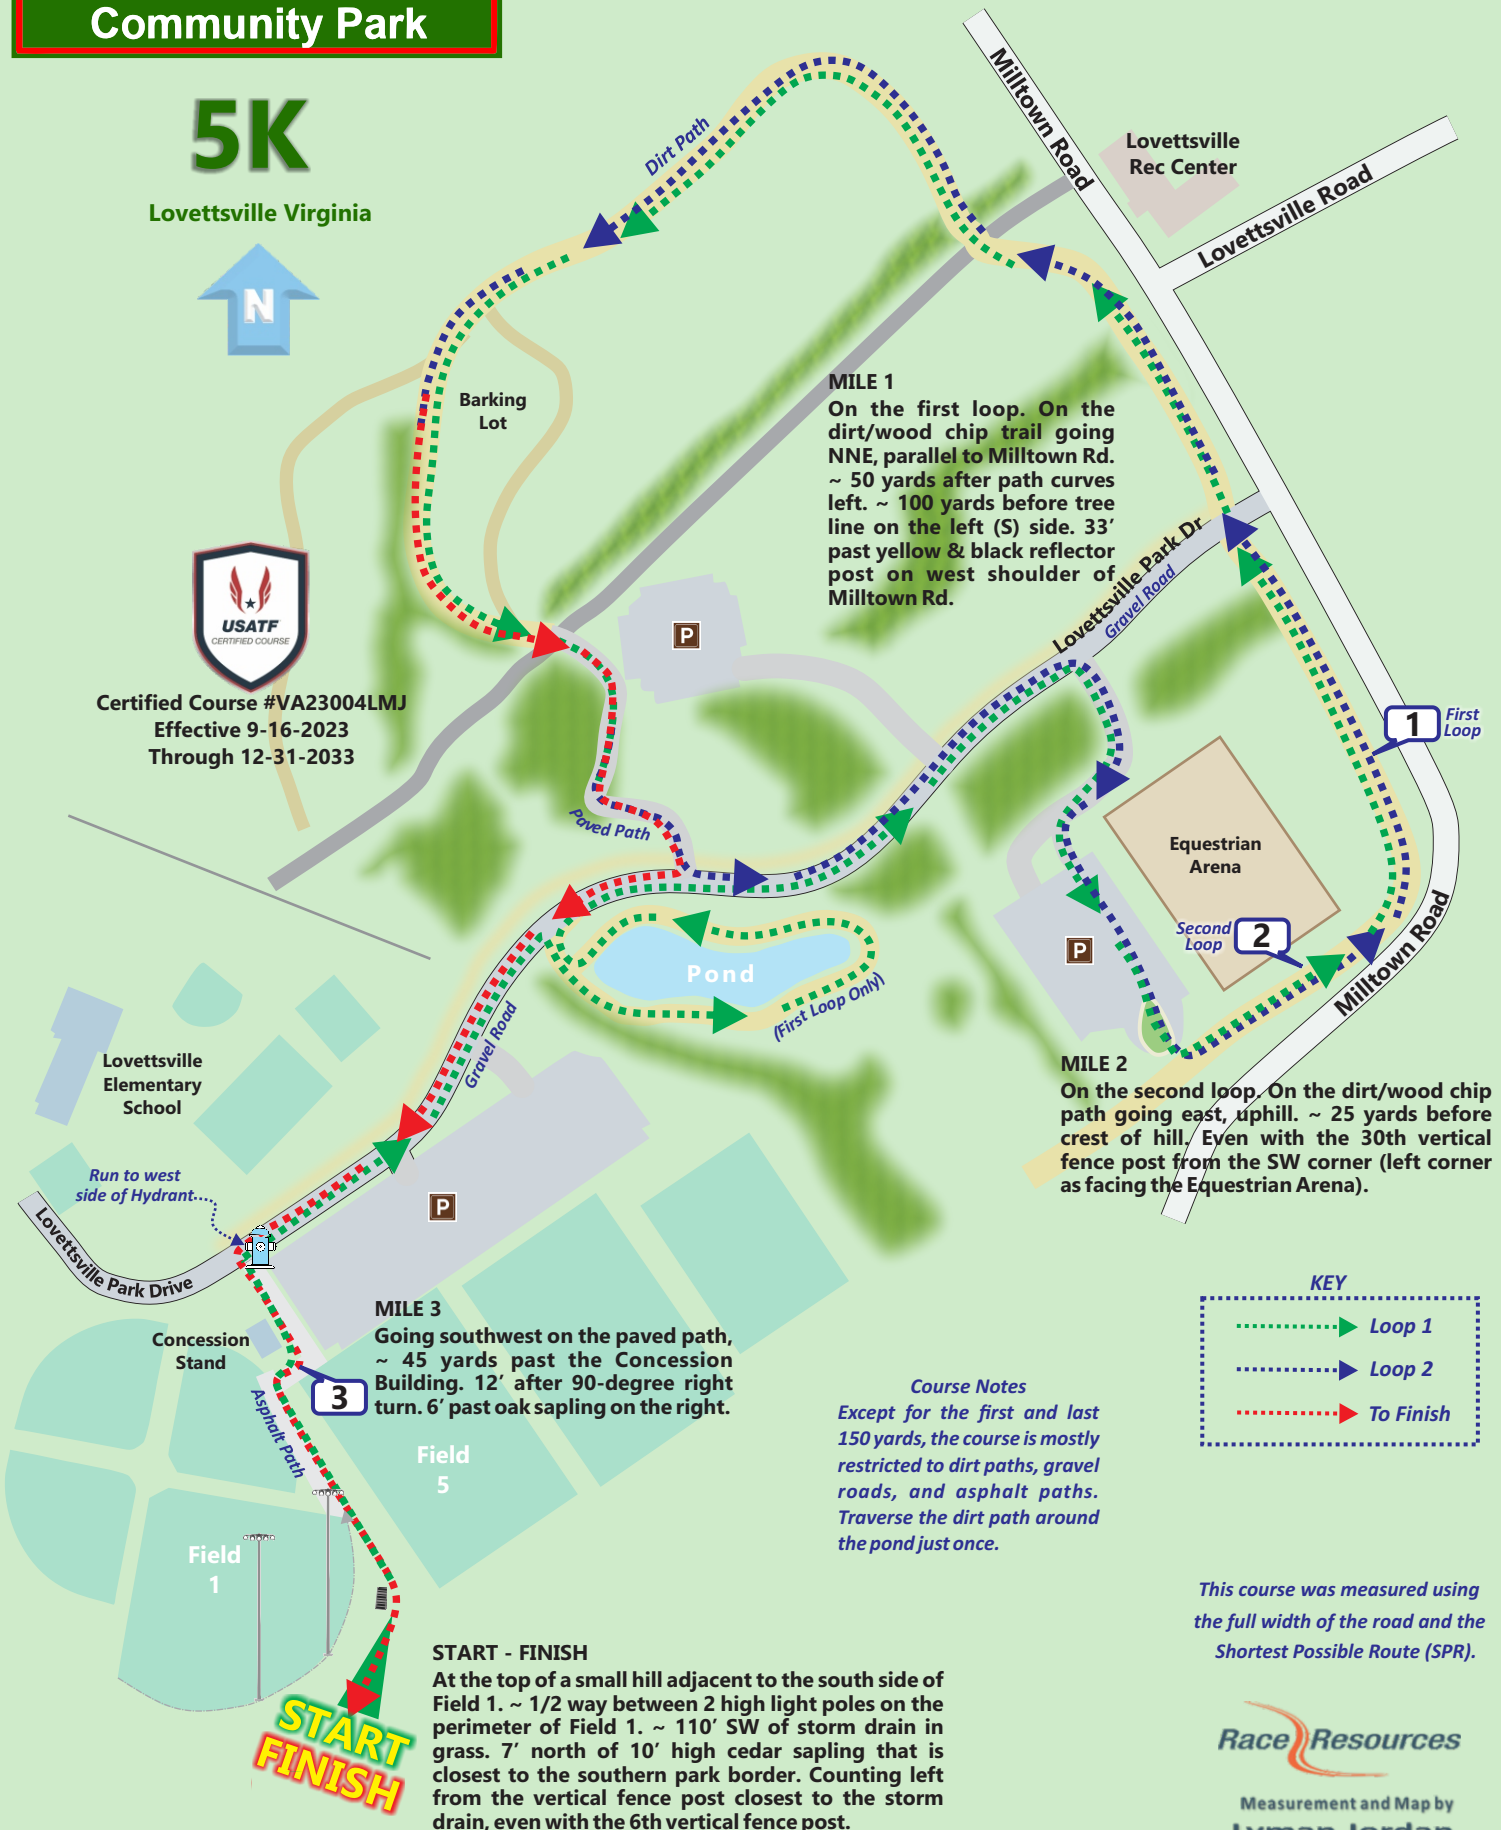 Community Park
5K
Lovettsville Virginia
N
Dirt Path
Milltown Road
Lovettsville
Rec Center
Lovettsville Road
Barking
Lot
MILE 1
On the first loop. On the
dirt/wood chip trail going
NNE, parallel to Milltown Rd.
~ 50 yards after path curves
left. ~ 100 yards before tree
line on the left (S) side. 33’
past yellow & black reflector
post on west shoulder of
Milltown Rd.
Lovettsville Park Dr
Gravel Road
USATF
CERTIFIED COURSE
Certified Course #VA23004LMJ
Effective 9-16-2023
Through 12-31-2033
P
1
First
Loop
Paved Path
Equestrian
Arena
Second
Loop
2
P
Milltown Road
Pond
(First Loop Only)
Gravel Road
Lovettsville
Elementary
School
MILE 2
On the second loop. On the dirt/wood chip
path going east, uphill. ~ 25 yards before
crest of hill. Even with the 30th vertical
fence post from the SW corner (left corner
as facing the Equestrian Arena).
Run to west
side of Hydrant
P
Lovettsville Park Drive
Concession
Stand
MILE 3
Going southwest on the paved path,
~ 45 yards past the Concession
Building. 12’ after 90-degree right
turn. 6’ past oak sapling on the right.
3
Asphalt Path
Field
5
Field
1
KEY
Loop 1
Loop 2
To Finish
Course Notes
Except for the first and last
150 yards, the course is mostly
restricted to dirt paths, gravel
roads, and asphalt paths.
Traverse the dirt path around
the pond just once.
This course was measured using
the full width of the road and the
Shortest Possible Route (SPR).
START - FINISH
At the top of a small hill adjacent to the south side of
Field 1. ~ 1/2 way between 2 high light poles on the
perimeter of Field 1. ~ 110’ SW of storm drain in
grass. 7’ north of 10’ high cedar sapling that is
closest to the southern park border. Counting left
from the vertical fence post closest to the storm
drain, even with the 6th vertical fence post.
START
FINISH
Race Resources
Measurement and Map by
Lyman Jordan